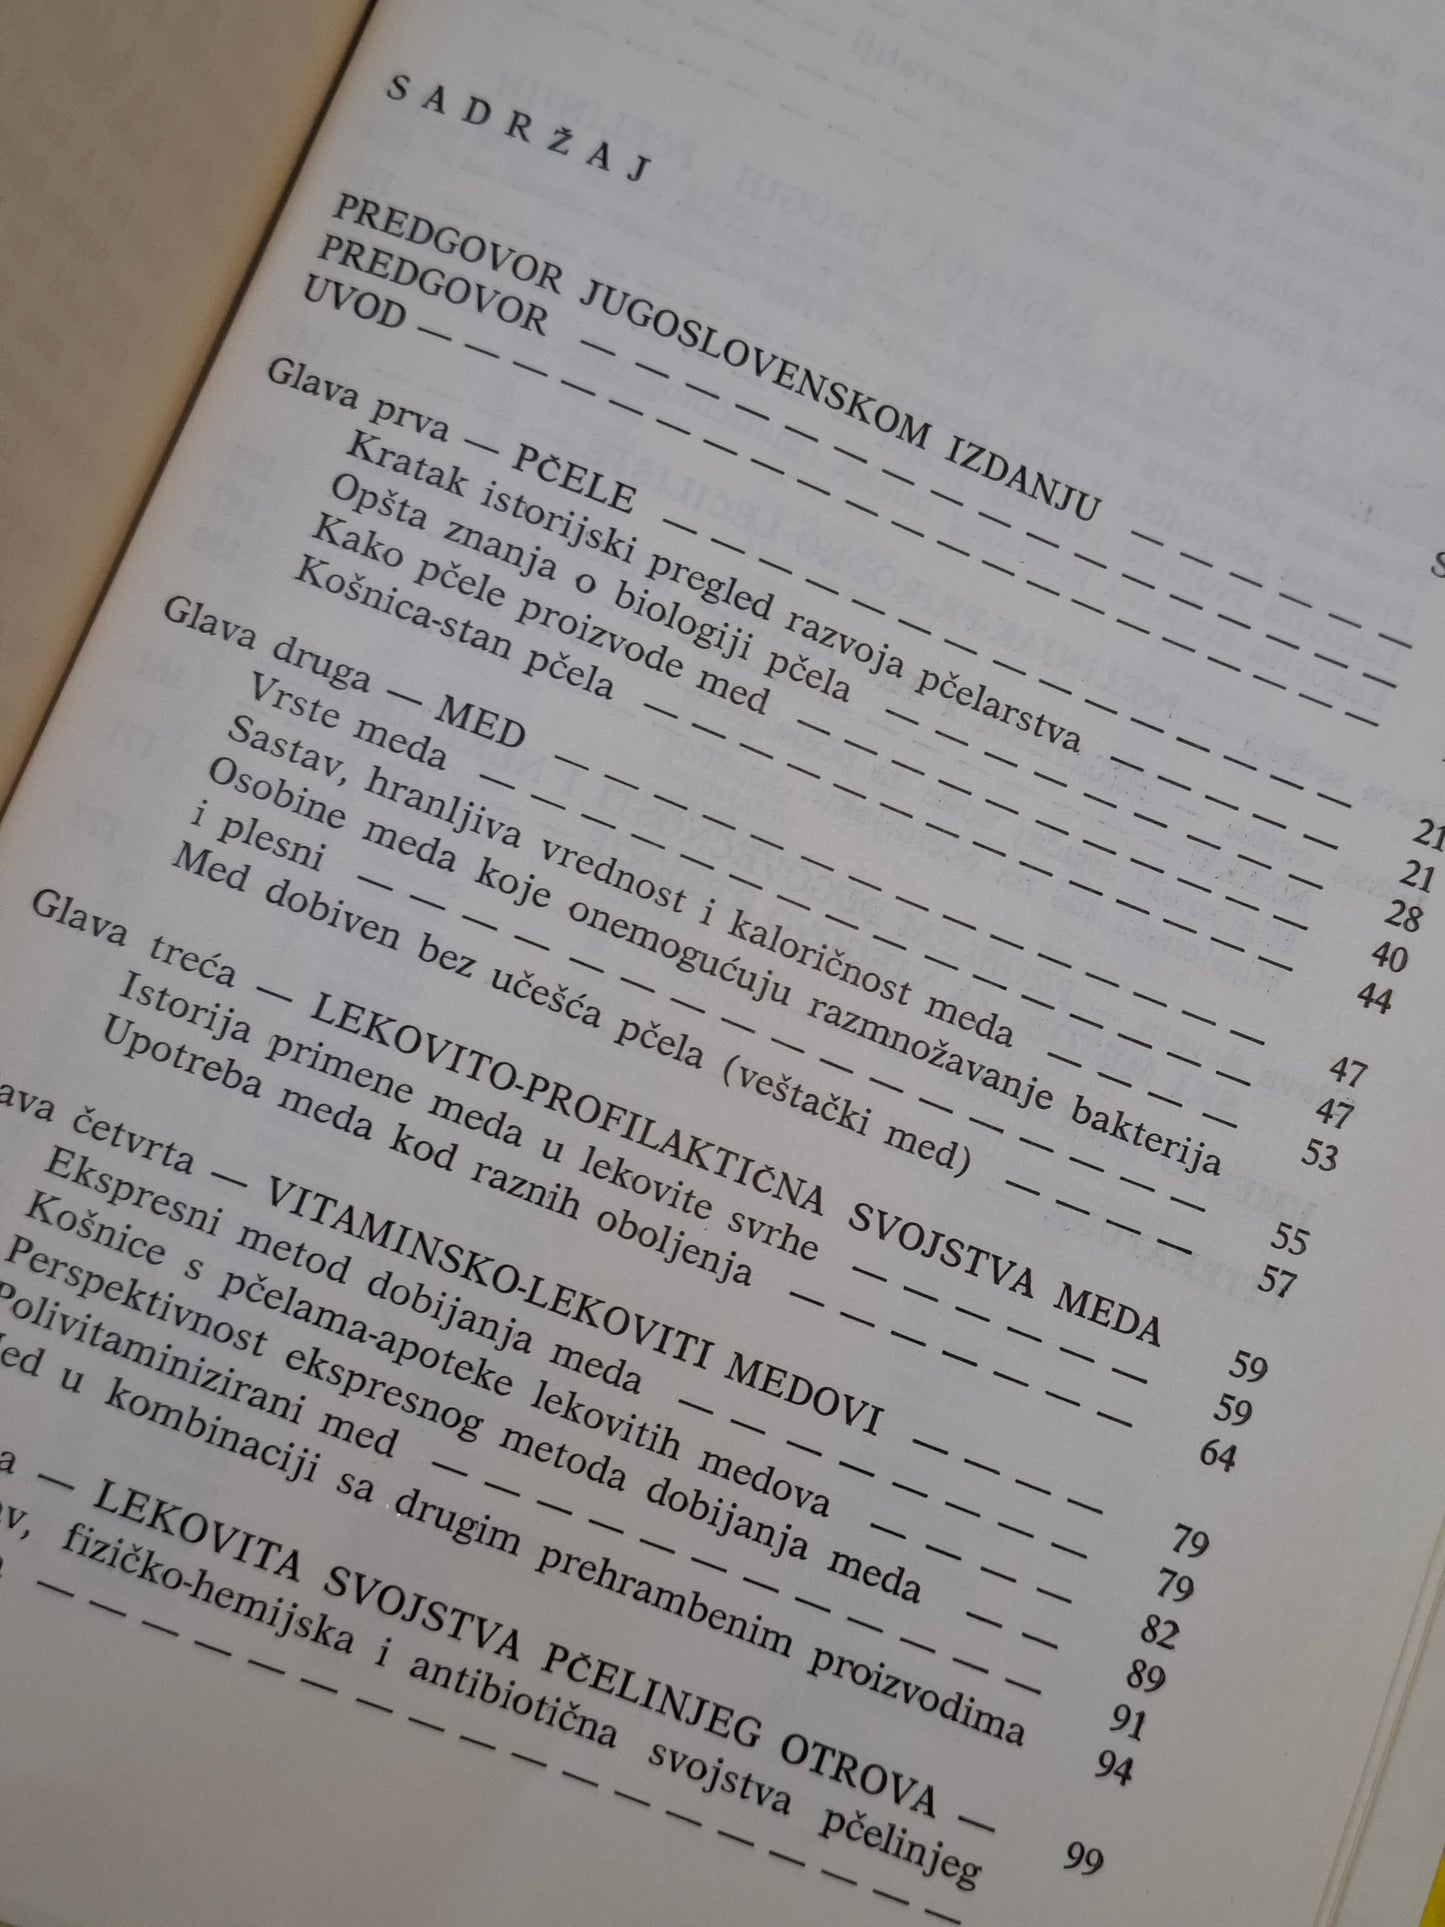 SADRŽAJ
PREDGOVOR JUGOSLOVENSKOM IZDANJU — — — — — —
PREDGOVOR — — — — — — — — — — — — — — — —
UVOD — — — — — — — — — — — — — — — — — — —
Glava prva — PČELE — — — — — — — — — — — — — 21
Kratak istorijski pregled razvoja pčelarstva — — — — — 21
Opšta znanja o biologiji pčela — — — — — — — — — 28
Kako pčele proizvode med — — — — — — — — — — 40
Košnica-stan pčela — — — — — — — — — — — — — 44
Glava druga — MED — — — — — — — — — — — — — — 47
Vrste meda — — — — — — — — — — — — — — — 47
Sastav, hranljiva vrednost i kaloričnost meda — — — — 53
Osobine meda koje onemogućuju razmnožavanje bakterija
i plesni — — — — — — — — — — — — — — — — 55
Med dobiven bez učešća pčela (veštački med) — — — — 57
Glava treća — LEKOVITO-PROFILAKTIČNA SVOJSTVA MEDA 59
Istorija primene meda u lekovite svrhe — — — — — — 59
Upotreba meda kod raznih oboljenja — — — — — — — 64
četvrta — VITAMINSKO-LEKOVITI MEDOVI — — — — 79
Ekspresni metod dobijanja meda — — — — — — — — 79
Košnice s pčelama-apoteke lekovitih medova — — — — 82
Perspektivnost ekspresnog metoda dobijanja meda — — 89
Polivitaminizirani med — — — — — — — — — — — — 91
u kombinaciji sa drugim prehrambenim proizvodima 94
— LEKOVITA SVOJSTVA PČELINJEG OTROVA — 99
fizičko-hemijska i antibiotična svojstva pčelinjeg
— — — — — — — — — — — — — — — — — —